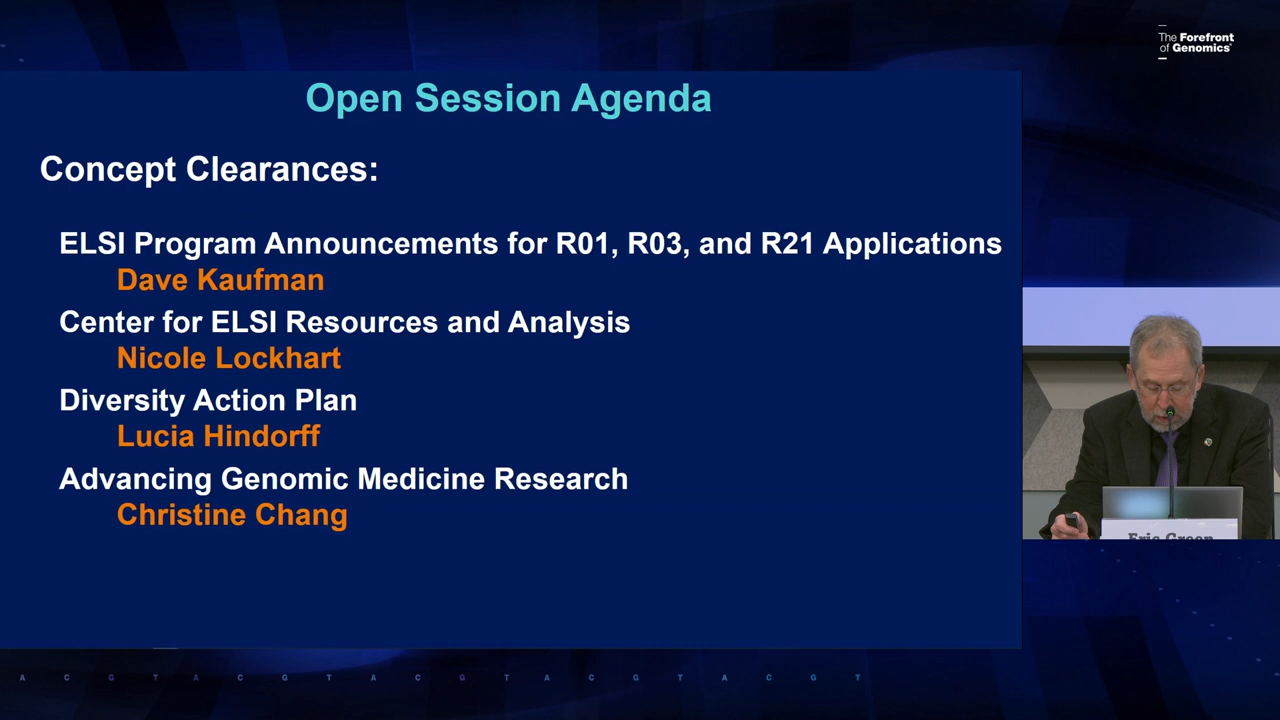 The Forefront
of Genomics®
Open Session Agenda
Concept Clearances:
ELSI Program Announcements for R01, R03, and R21 Applications
Dave Kaufman
Center for ELSI Resources and Analysis
Nicole Lockhart
Diversity Action Plan
Lucia Hindorff
Advancing Genomic Medicine Research
Christine Chang
Eric Green
A C G T A C G T A C G T A C G T A C G T